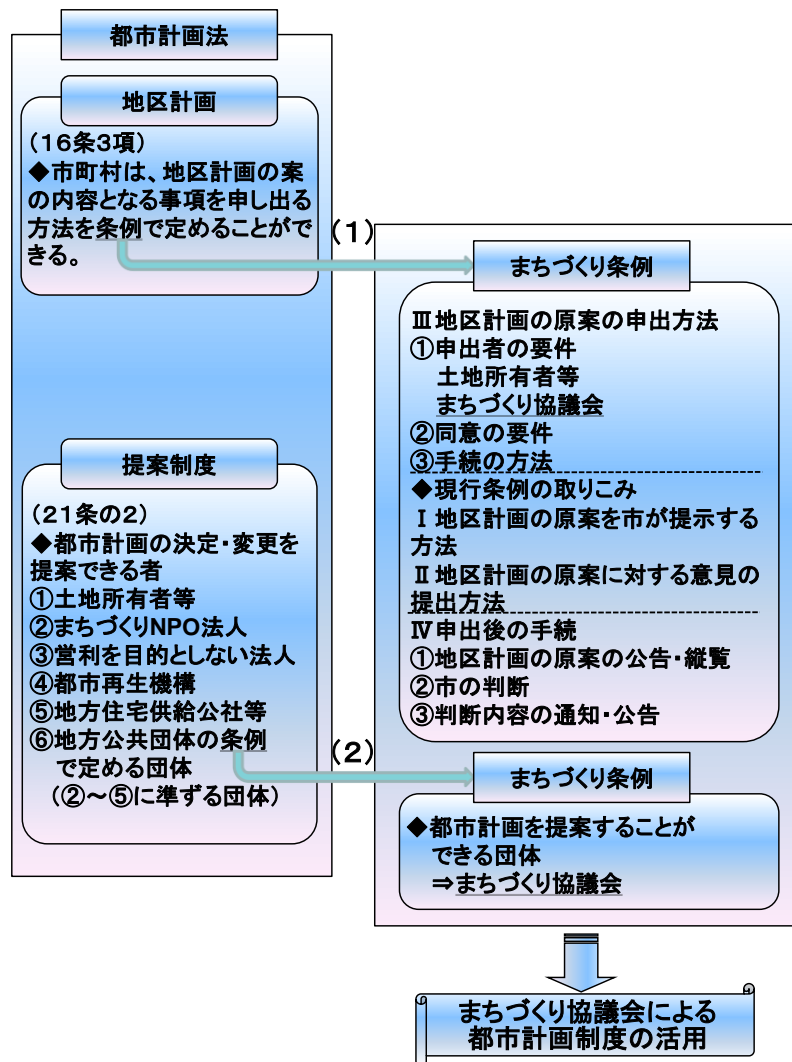 都市計画法
地区計画
(16条3項)
◆市町村は、地区計画の案
の内容となる事項を申し出る
方法を条例で定めることがで
きる。
(1)
まちづくり条例
Ⅲ地区計画の原案の申出方法
①申出者の要件
土地所有者等
まちづくり協議会
②同意の要件
③手続の方法
◆現行条例の取りこみ
Ⅰ地区計画の原案を市が提示する
方法
Ⅱ地区計画の原案に対する意見の
提出方法
Ⅳ申出後の手続
①地区計画の原案の公告・縦覧
②市の判断
③判断内容の通知・公告
提案制度
(21条の2)
◆都市計画の決定・変更を
提案できる者
①土地所有者等
②まちづくりNPO法人
③営利を目的としない法人
④都市再生機構
⑤地方住宅供給公社等
⑥地方公共団体の条例
で定める団体
(②～⑤に準ずる団体)
(2)
まちづくり条例
◆都市計画を提案することが
できる団体
⇒まちづくり協議会
まちづくり協議会による
都市計画制度の活用